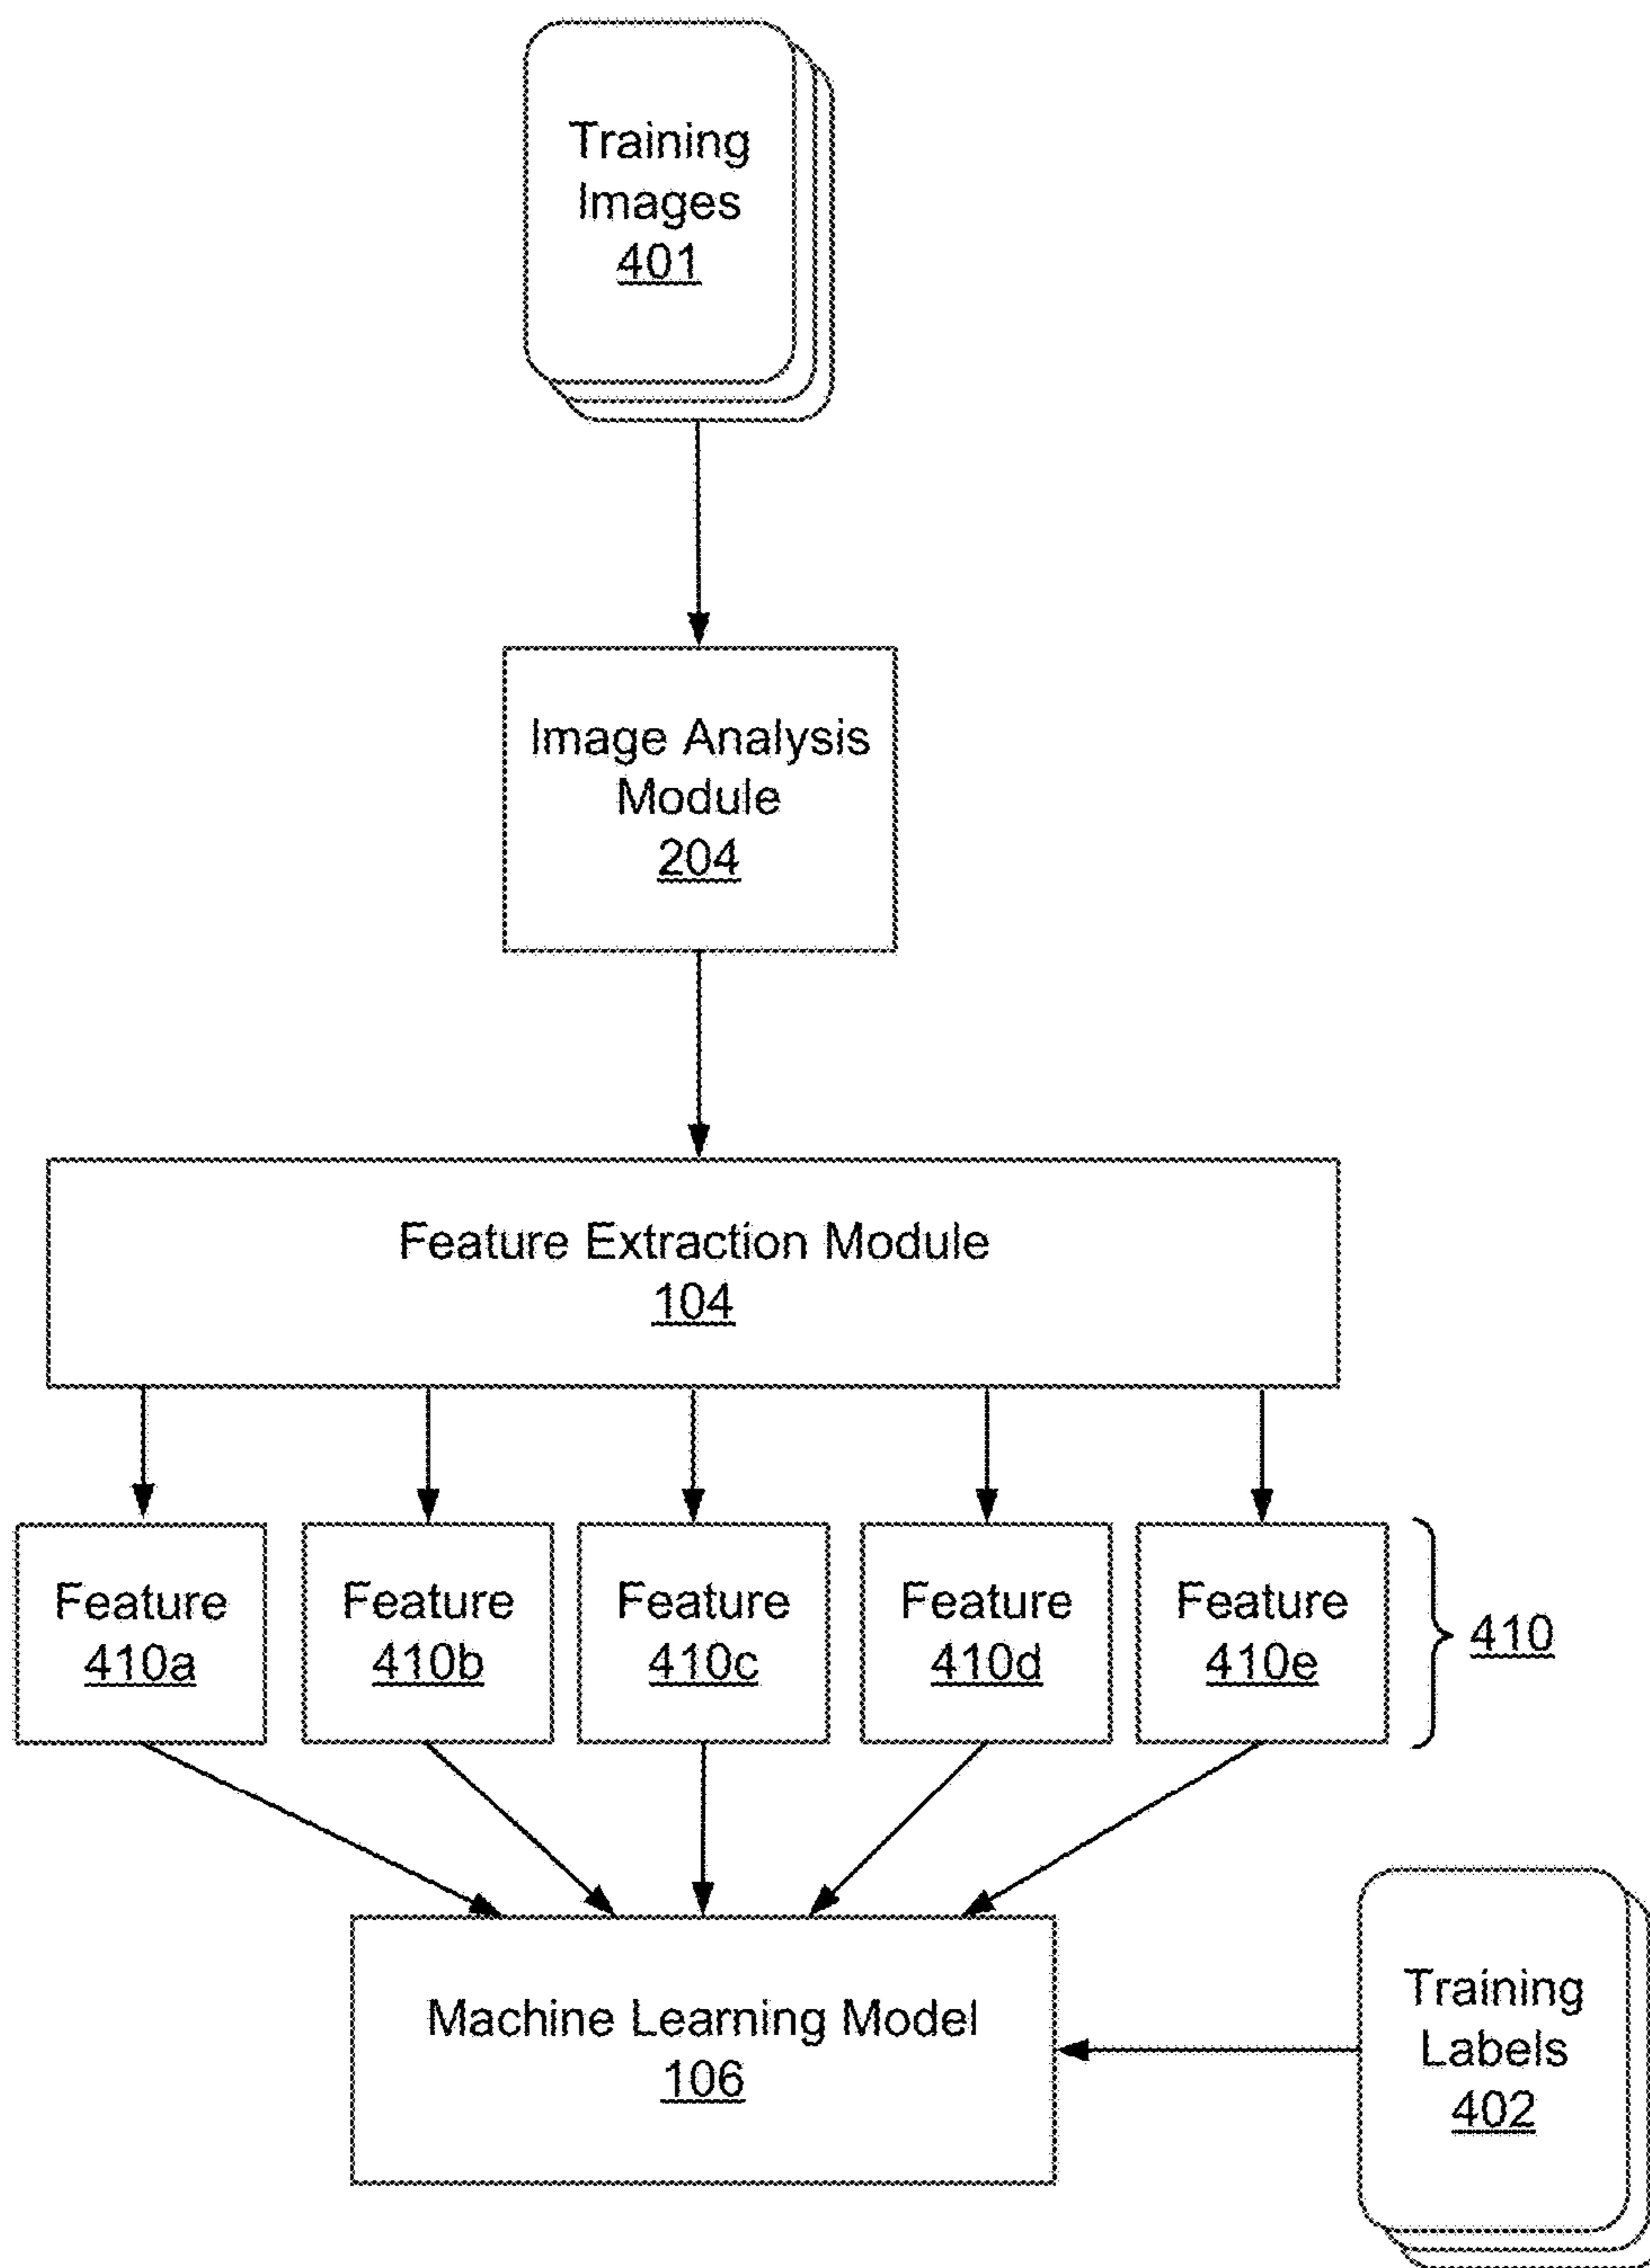 Training
Images
401
Image Analysis
Module
204
Feature Extraction Module
104
Feature
410a
Feature
410b
Feature
410c
Feature
410d
Feature
410e
410
Machine Learning Model
106
Training
Labels
402